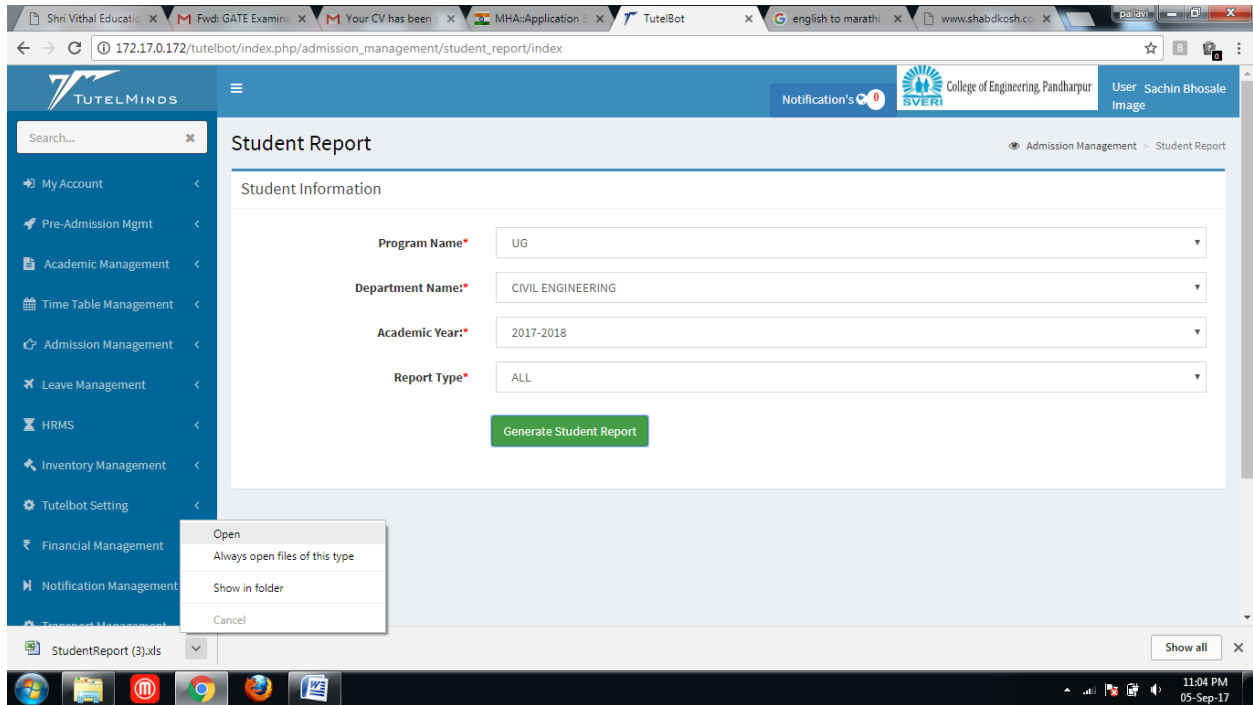 Shri Vithal Educatio
Fwd: GATE Examina
Your CV has been s
MHA::Application S
TutelBot
english to marathi
www.shabdkosh.co
pallavi
172.17.0.172/tutelbot/index.php/admission_management/student_report/index
TUTELMINDS
Notification's 0
SVERI
College of Engineering, Pandharpur
User Image Sachin Bhosale
Search...
Student Report
Admission Management > Student Report
My Account
Student Information
Pre-Admission Mgmt
Program Name* UG
Academic Management
Department Name:* CIVIL ENGINEERING
Time Table Management
Academic Year:* 2017-2018
Admission Management
Report Type* ALL
Leave Management
HRMS
Generate Student Report
Inventory Management
Tutelbot Setting
Financial Management
Notification Management
Transport Management
Open
Always open files of this type
Show in folder
Cancel
StudentReport (3).xls
Show all
11:04 PM
05-Sep-17